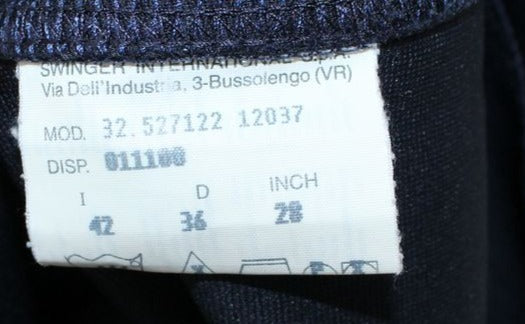 SWINGER INTERNATIONAL S.p.A.
Via Dell'Industria, 3-Bussolengo (VR)
MOD. 32.527122 12037
DISP. 011100
I D INCH
42 36 28